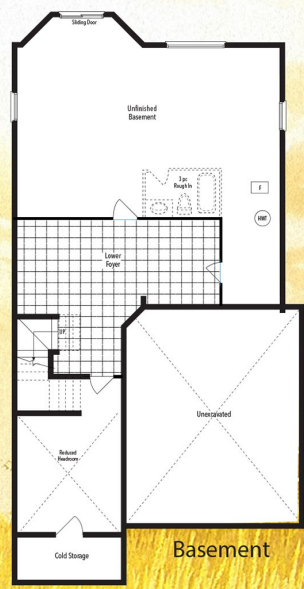 Sliding Door
Unfinished
Basement
3 pc
Rough In
F
HWT
Lower
Foyer
UP
Unexcavated
Reduced
Headroom
Cold Storage
Basement